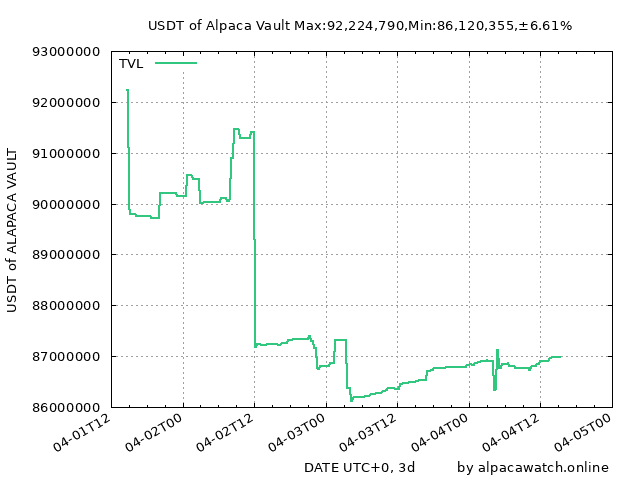 USDT of Alpaca Vault Max:92,224,790,Min:86,120,355,±6.61%
TVL
93000000
92000000
91000000
90000000
89000000
88000000
87000000
86000000
USDT of ALAPACA VAULT
04-01T12
04-02T00
04-02T12
04-03T00
04-03T12
04-04T00
04-04T12
04-05T00
DATE UTC+0, 3d
by alpacawatch.online